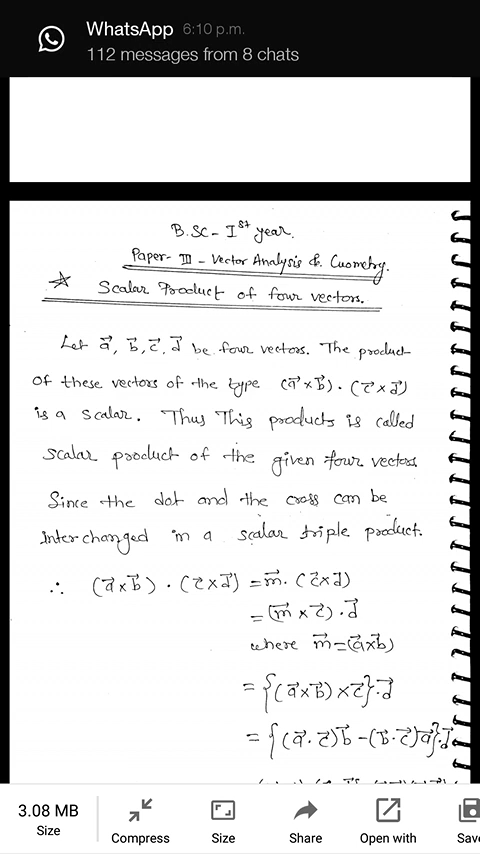 WhatsApp 6:10 p.m.
112 messages from 8 chats
B.SC - Ist year.
Paper- III - Vector Analysis & Cuometry.
☆ Scalar Product of four vectors.
Let a⃗, b⃗, c⃗, d⃗ be four vectors. The product
of these vectors of the type (a⃗×b⃗).(c⃗×d⃗)
is a scalar. Thus This products is called
scalar product of the given four vectors
Since the dot and the cross can be
interchanged in a scalar triple product.
∴ (a⃗×b⃗).(c⃗×d⃗) = m⃗.(c⃗×d⃗)
= (m⃗×c⃗).d⃗
where m⃗=(a⃗×b⃗)
= {(a⃗×b⃗)×c⃗}.d⃗
= {(a⃗.c⃗)b⃗-(b⃗.c⃗)a⃗}.d⃗
3.08 MB
Size
Compress
Size
Share
Open with
Save